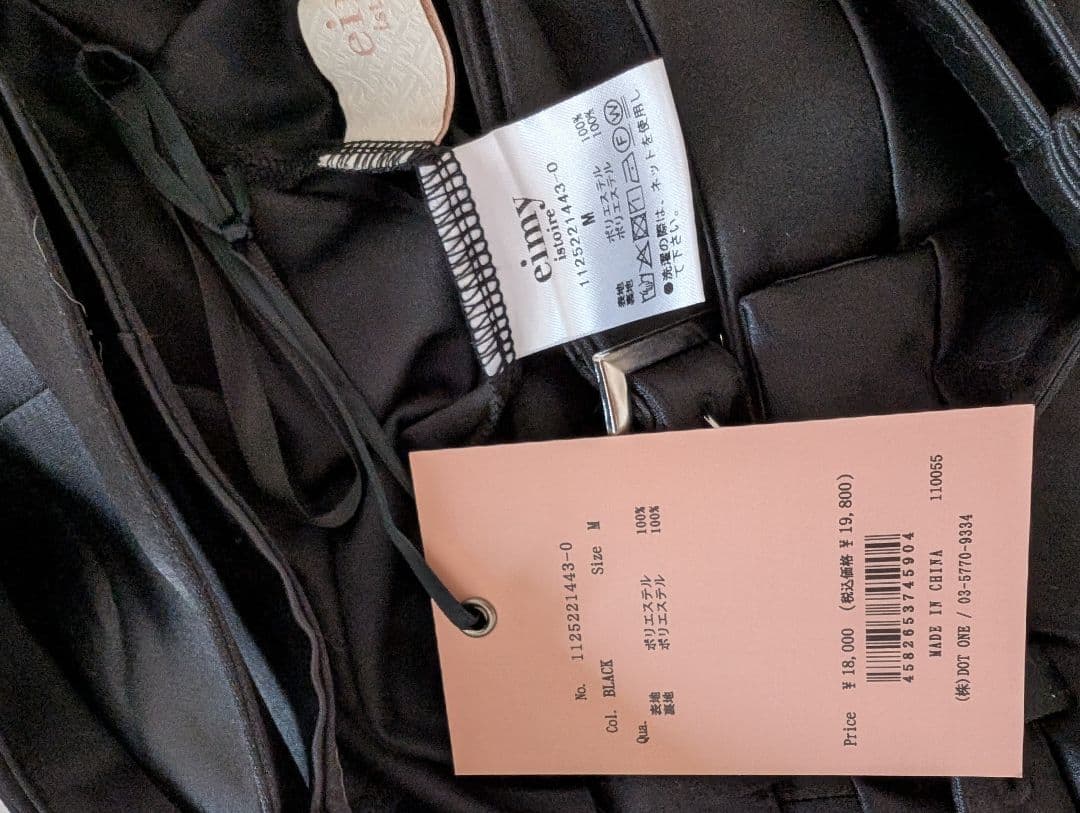 ei
ist
eimy
istoire
1125221443-0
M
表地 ポリエステル 100%
裏地 ポリエステル 100%
F W
●洗濯の際は、ネットを使用し
て下さい。
No. 1125221443-0
Col. BLACK Size M
Qua. 表地 ポリエステル 100%
裏地 ポリエステル 100%
Price ¥18,000 (税込価格 ¥19,800)
4582653745904
MADE IN CHINA 110055
(株)DOT ONE / 03-5770-9334